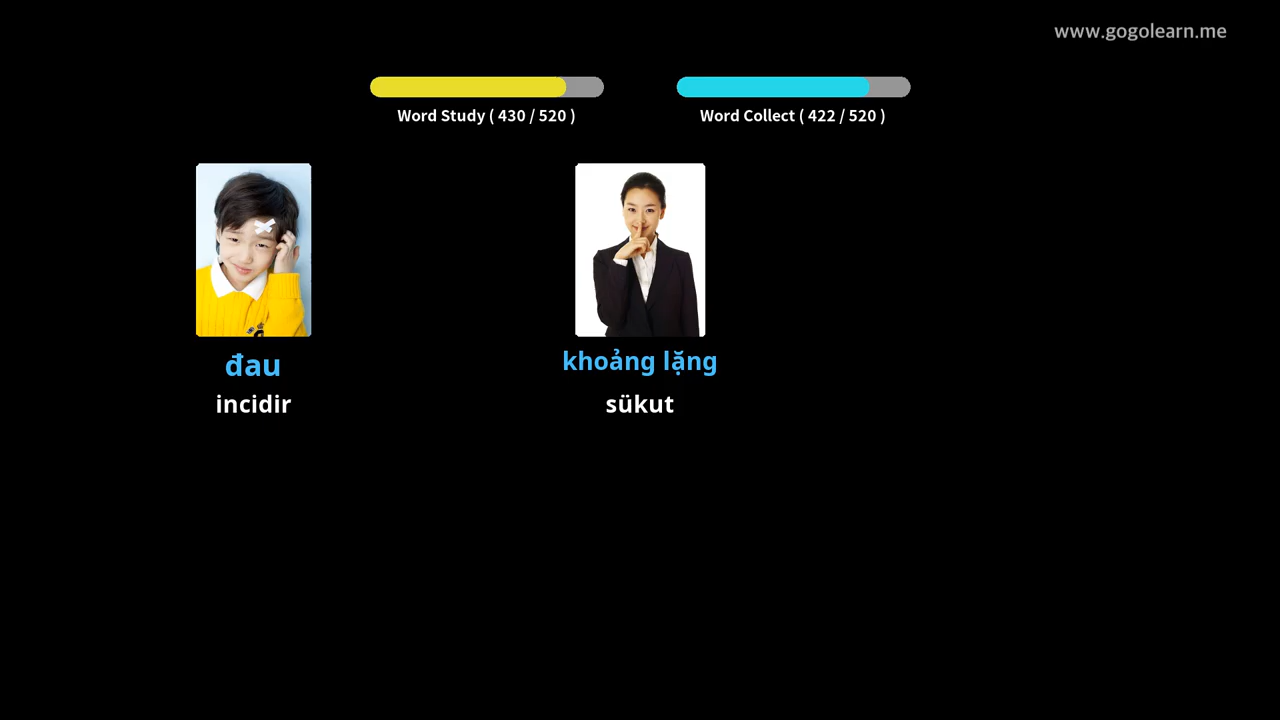 www.gogolearn.me
Word Study ( 430 / 520 )
Word Collect ( 422 / 520 )
đau
khoảng lặng
incidir
sükut